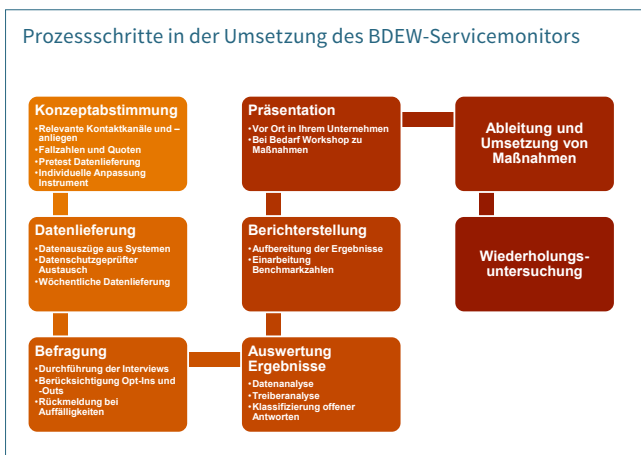 Prozessschritte in der Umsetzung des BDEW-Servicemonitors
Konzeptabstimmung
•Relevante Kontaktkanäle und –
anliegen
•Fallzahlen und Quoten
•Pretest Datenlieferung
•Individuelle Anpassung
Instrument
Datenlieferung
•Datenauszüge aus Systemen
•Datenschutzgeprüfter
Austausch
•Wöchentliche Datenlieferung
Befragung
•Durchführung der Interviews
•Berücksichtigung Opt-Ins und
-Outs
•Rückmeldung bei
Auffälligkeiten
Auswertung
Ergebnisse
•Datenanalyse
•Treiberanalyse
•Klassifizierung offener
Antworten
Berichterstellung
•Aufbereitung der Ergebnisse
•Einarbeitung
Benchmarkzahlen
Präsentation
•Vor Ort in Ihrem Unternehmen
•Bei Bedarf Workshop zu
Maßnahmen
Ableitung und
Umsetzung von
Maßnahmen
Wiederholungs-
untersuchung